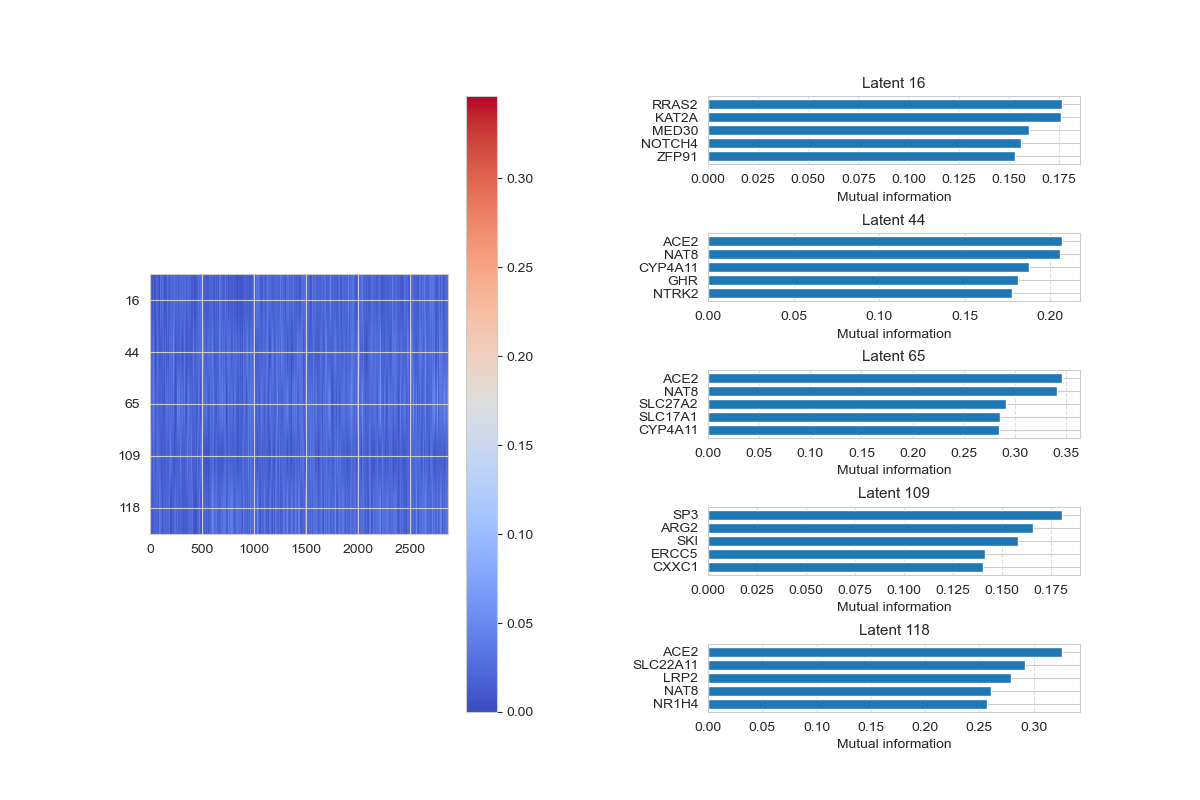 16
44
65
109
118
0 500 1000 1500 2000 2500
0.30
0.25
0.20
0.15
0.10
0.05
0.00
Latent 16
RRAS2
KAT2A
MED30
NOTCH4
ZFP91
0.000 0.025 0.050 0.075 0.100 0.125 0.150 0.175
Mutual information
Latent 44
ACE2
NAT8
CYP4A11
GHR
NTRK2
0.00 0.05 0.10 0.15 0.20
Mutual information
Latent 65
ACE2
NAT8
SLC27A2
SLC17A1
CYP4A11
0.00 0.05 0.10 0.15 0.20 0.25 0.30 0.35
Mutual information
Latent 109
SP3
ARG2
SKI
ERCC5
CXXC1
0.000 0.025 0.050 0.075 0.100 0.125 0.150 0.175
Mutual information
Latent 118
ACE2
SLC22A11
LRP2
NAT8
NR1H4
0.00 0.05 0.10 0.15 0.20 0.25 0.30
Mutual information